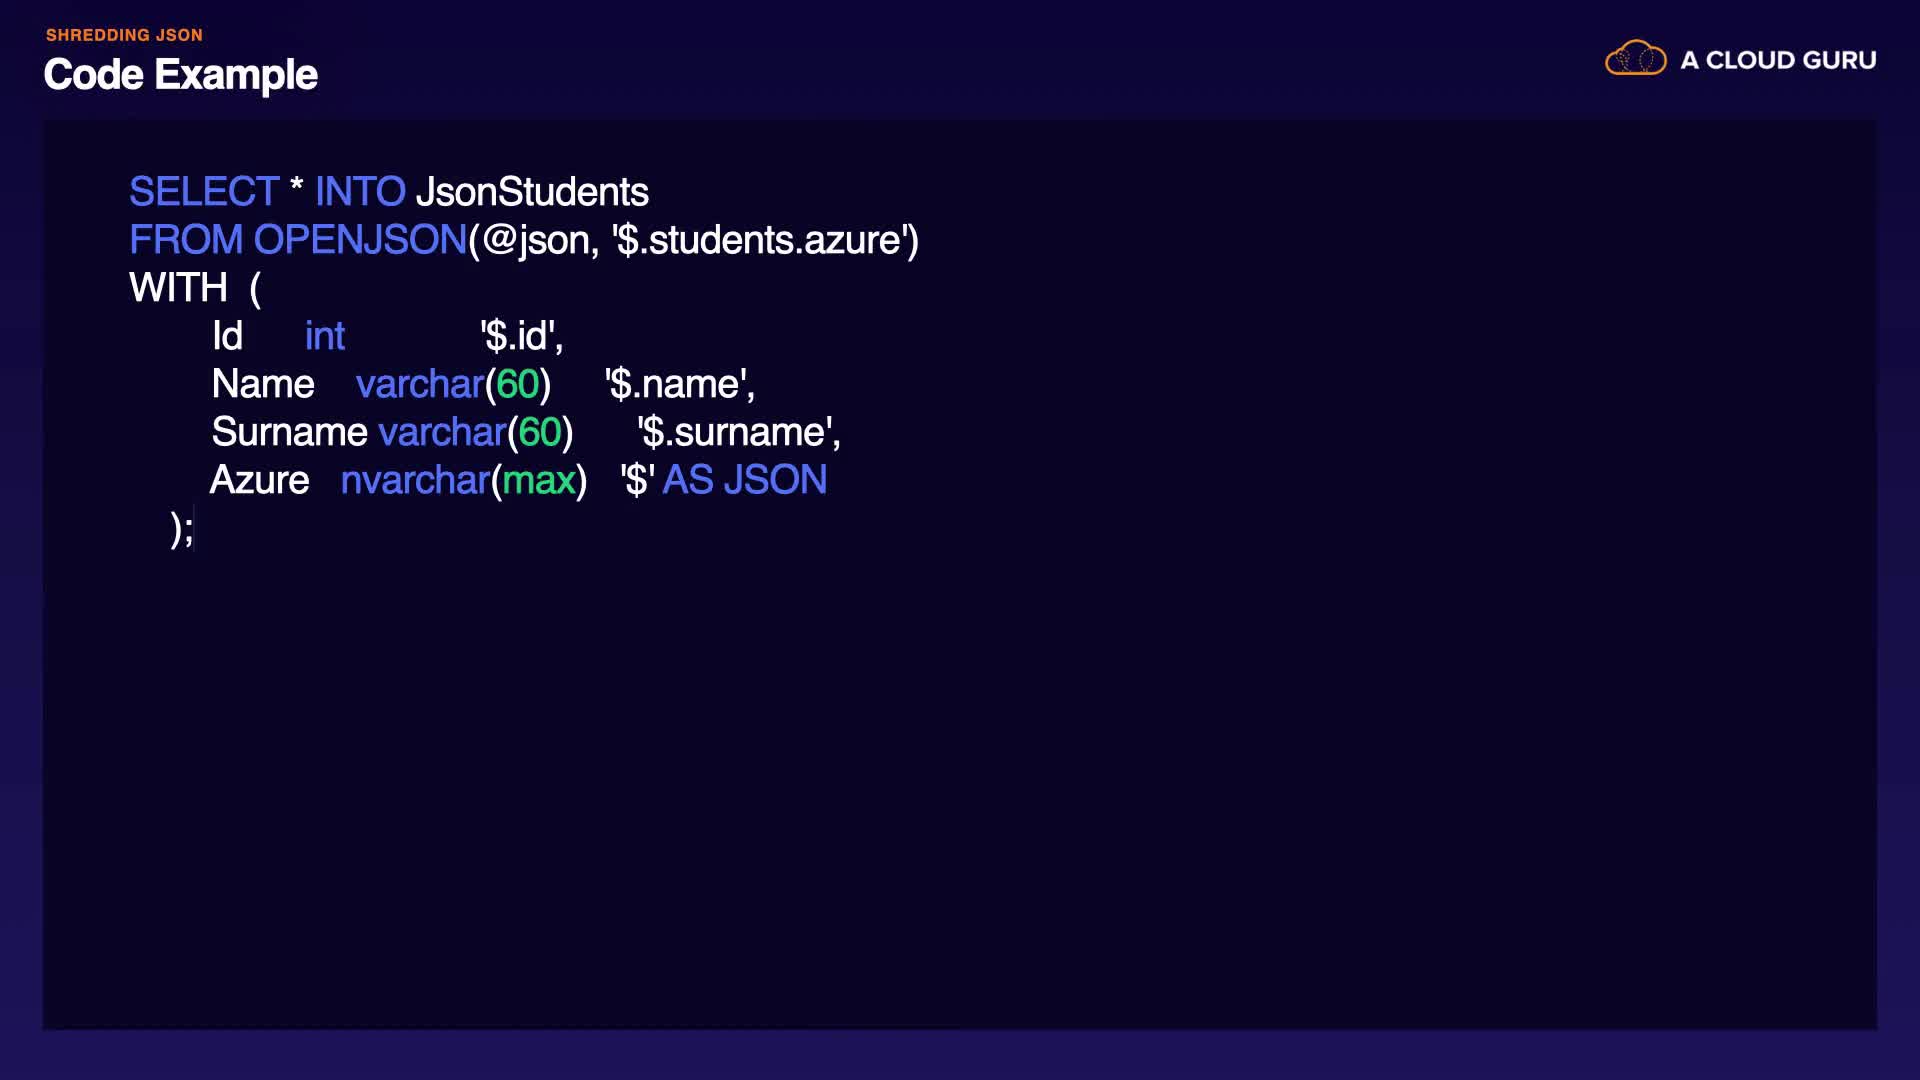 SHREDDING JSON
Code Example
A CLOUD GURU
SELECT * INTO JsonStudents
FROM OPENJSON(@json, '$.students.azure')
WITH (
Id int '$.id',
Name varchar(60) '$.name',
Surname varchar(60) '$.surname',
Azure nvarchar(max) '$' AS JSON
);